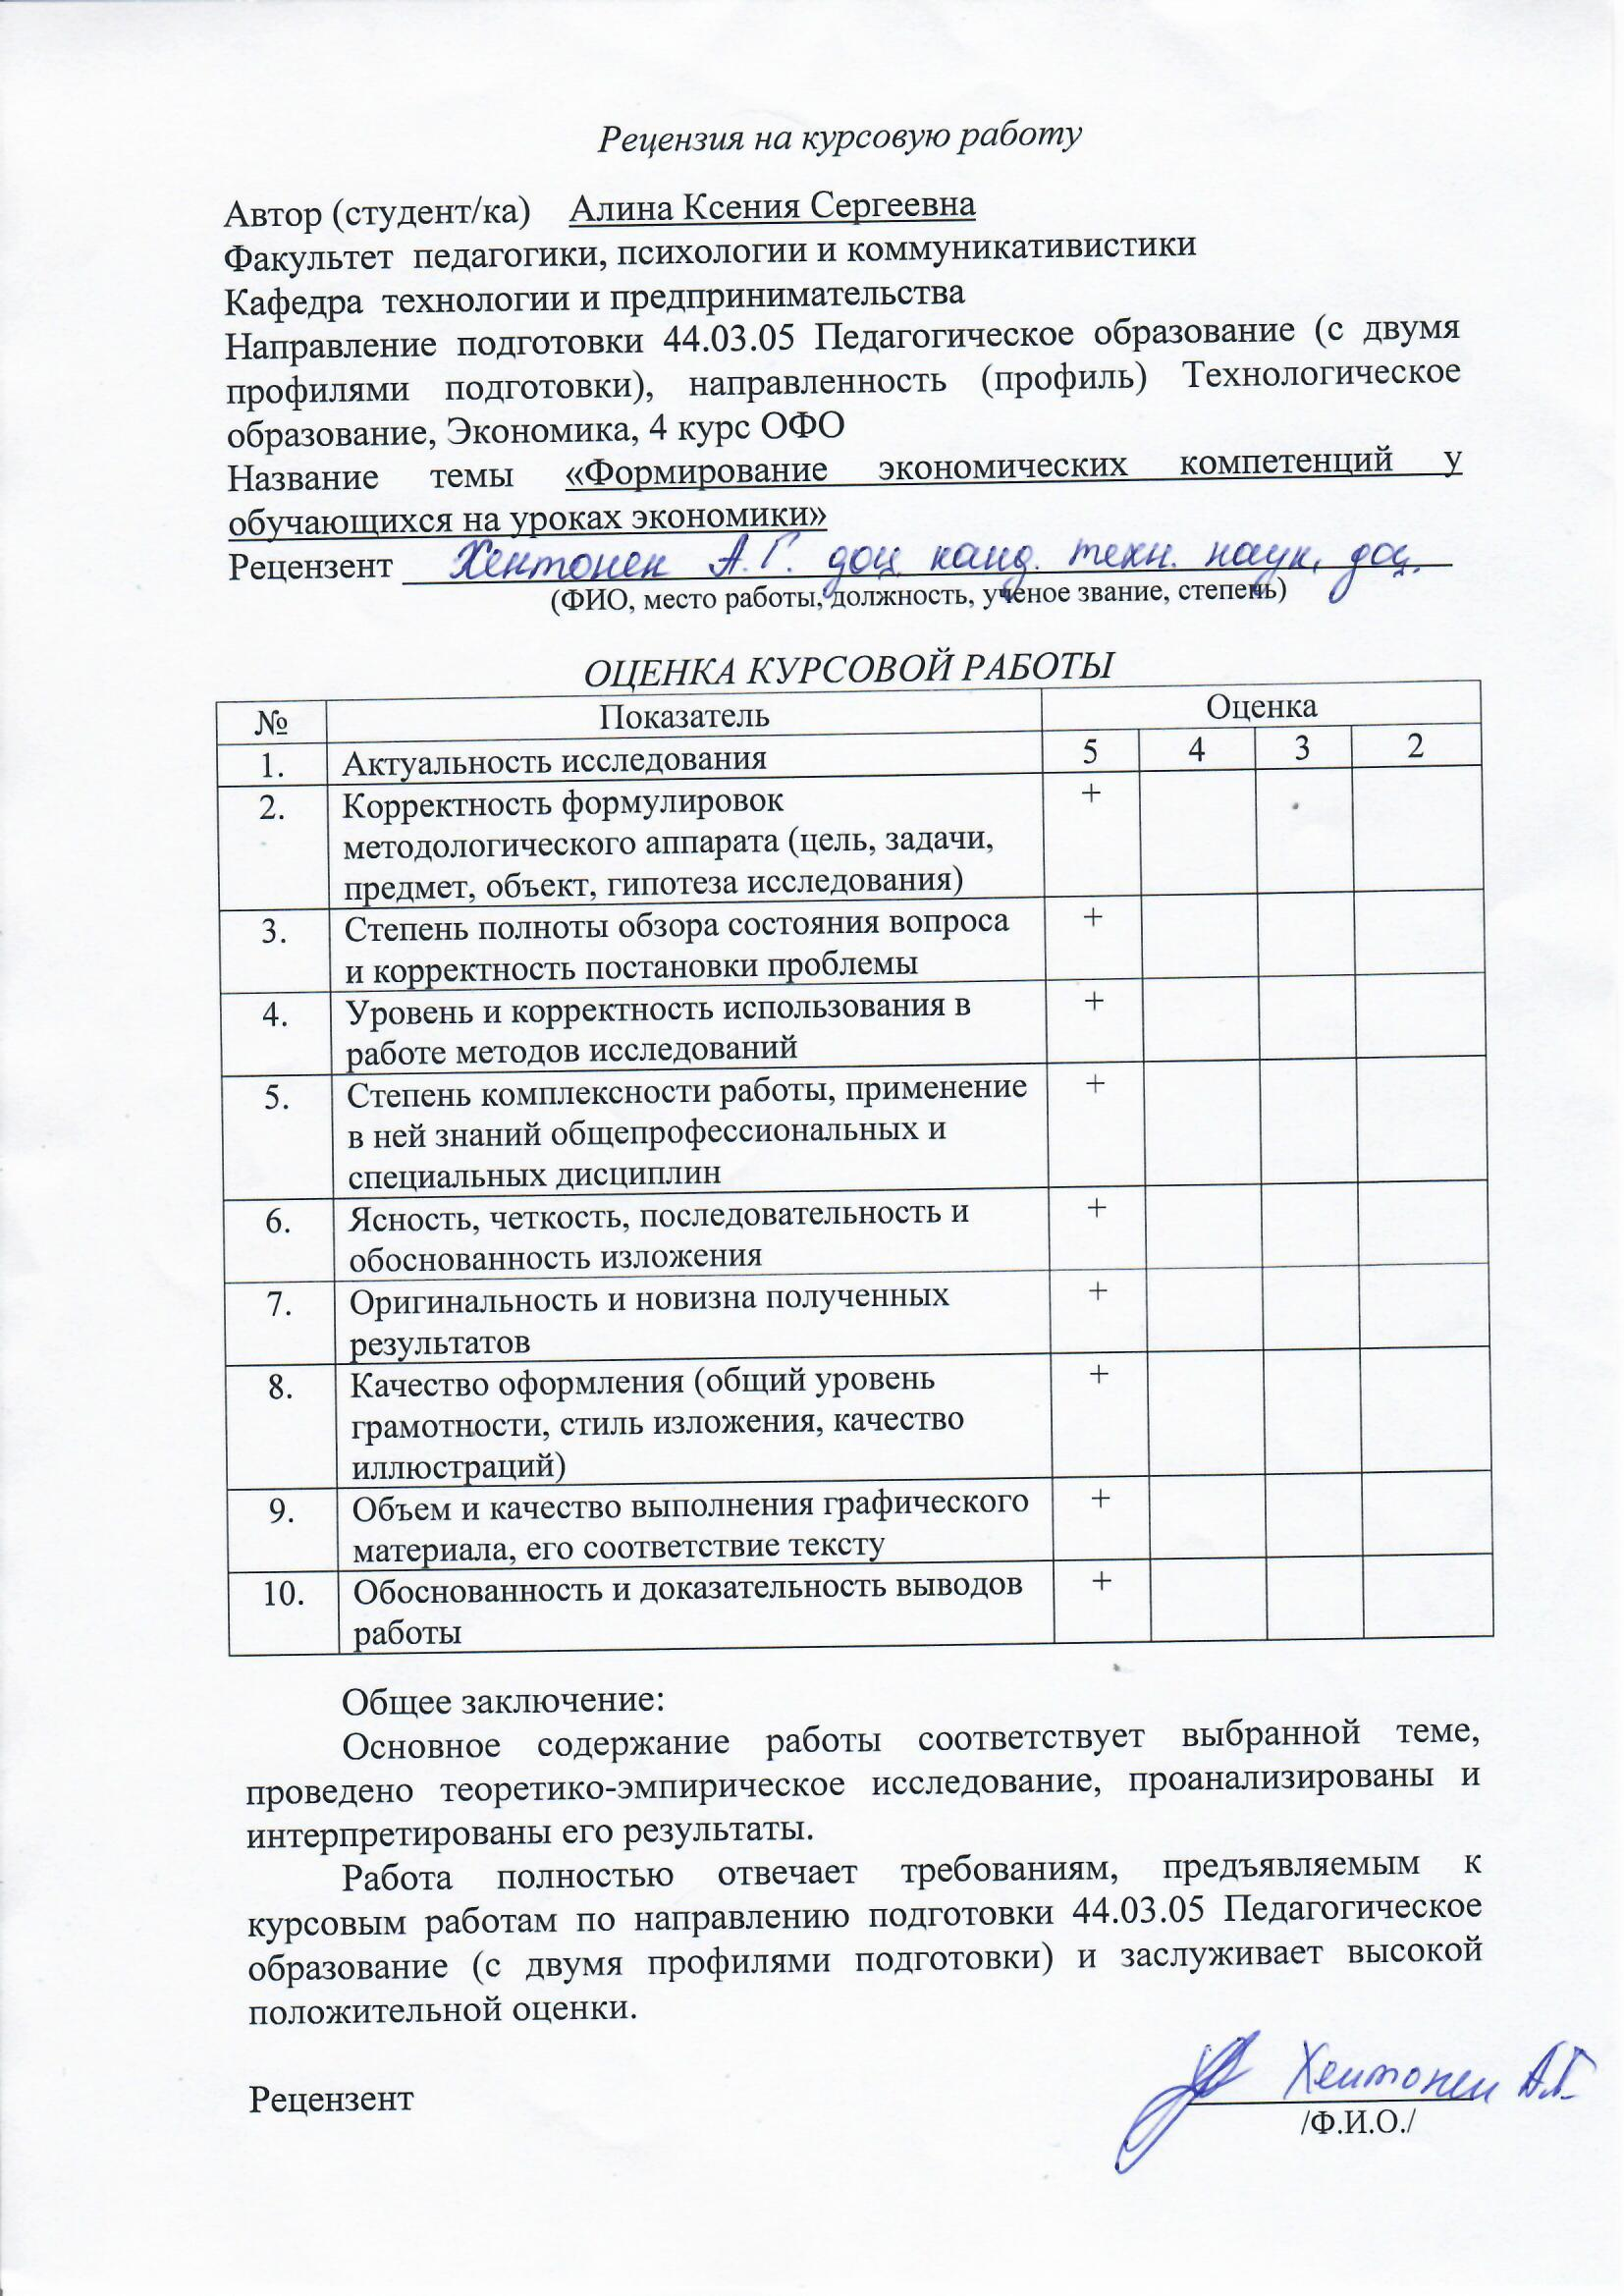 Рецензия на курсовую работу
Автор (студент/ка) Алина Ксения Сергеевна
Факультет педагогики, психологии и коммуникативистики
Кафедра технологии и предпринимательства
Направление подготовки 44.03.05 Педагогическое образование (с двумя
профилями подготовки), направленность (профиль) Технологическое
образование, Экономика, 4 курс ОФО
Название темы «Формирование экономических компетенций у
обучающихся на уроках экономики»
Рецензент Хентонен А.Г. доц канд. техн. наук, доц.
(ФИО, место работы, должность, ученое звание, степень)
ОЦЕНКА КУРСОВОЙ РАБОТЫ
№ Показатель Оценка
1. Актуальность исследования 5 4 3 2
2. Корректность формулировок +
методологического аппарата (цель, задачи,
предмет, объект, гипотеза исследования)
3. Степень полноты обзора состояния вопроса +
и корректность постановки проблемы
4. Уровень и корректность использования в +
работе методов исследований
5. Степень комплексности работы, применение +
в ней знаний общепрофессиональных и
специальных дисциплин
6. Ясность, четкость, последовательность и +
обоснованность изложения
7. Оригинальность и новизна полученных +
результатов
8. Качество оформления (общий уровень +
грамотности, стиль изложения, качество
иллюстраций)
9. Объем и качество выполнения графического +
материала, его соответствие тексту
10. Обоснованность и доказательность выводов +
работы
Общее заключение:
Основное содержание работы соответствует выбранной теме,
проведено теоретико-эмпирическое исследование, проанализированы и
интерпретированы его результаты.
Работа полностью отвечает требованиям, предъявляемым к
курсовым работам по направлению подготовки 44.03.05 Педагогическое
образование (с двумя профилями подготовки) и заслуживает высокой
положительной оценки.
Рецензент Хентонен А.Г.
/Ф.И.О./